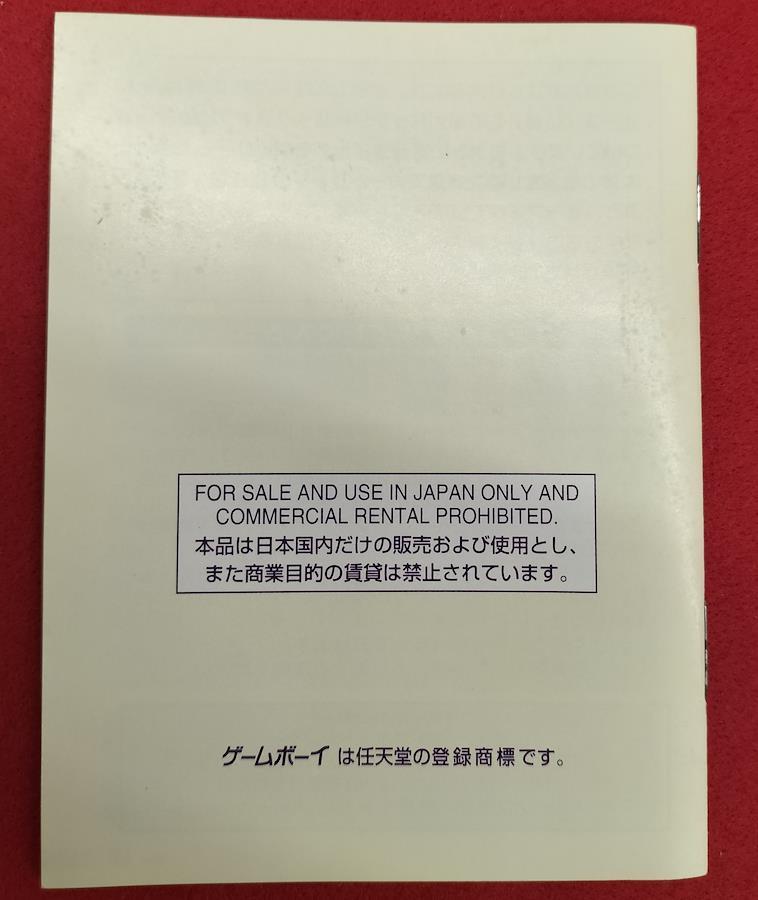 FOR SALE AND USE IN JAPAN ONLY AND
COMMERCIAL RENTAL PROHIBITED.
本品は日本国内だけの販売および使用とし、
また商業目的の賃貸は禁止されています。
ゲームボーイ は任天堂の登録商標です。